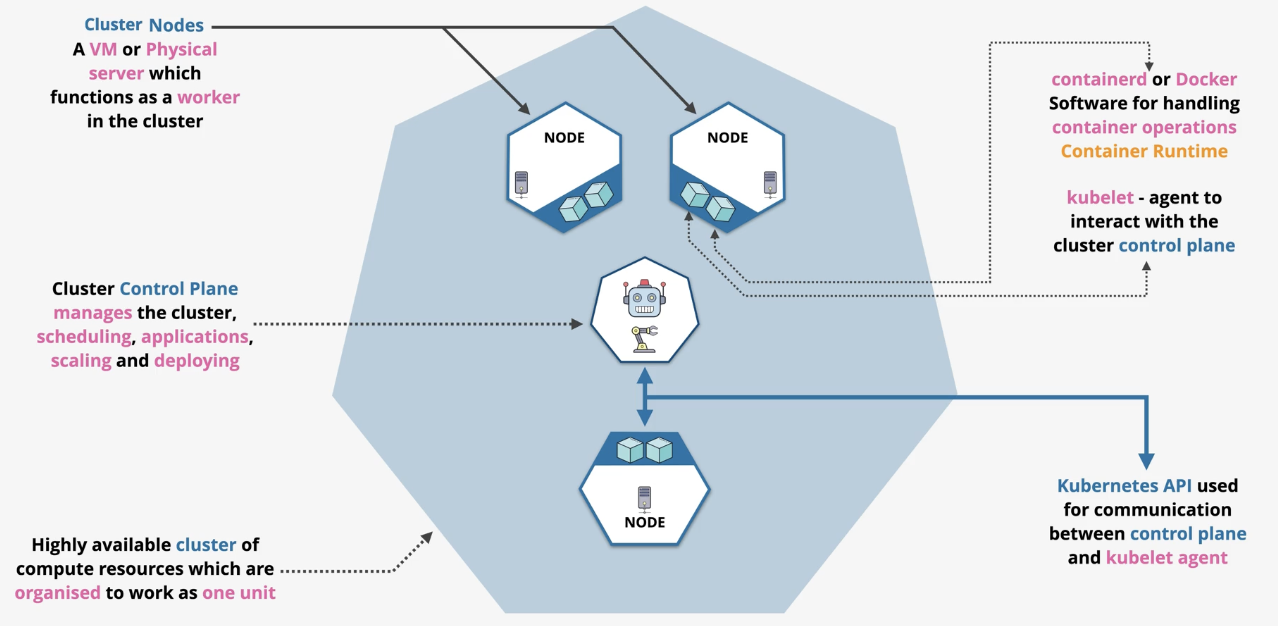 Cluster Nodes
A VM or Physical
server which
functions as a worker
in the cluster
NODE
NODE
containerd or Docker
Software for handling
container operations
Container Runtime
kubelet - agent to
interact with the
cluster control plane
Cluster Control Plane
manages the cluster,
scheduling, applications,
scaling and deploying
NODE
Kubernetes API used
for communication
between control plane
and kubelet agent
Highly available cluster of
compute resources which are
organised to work as one unit